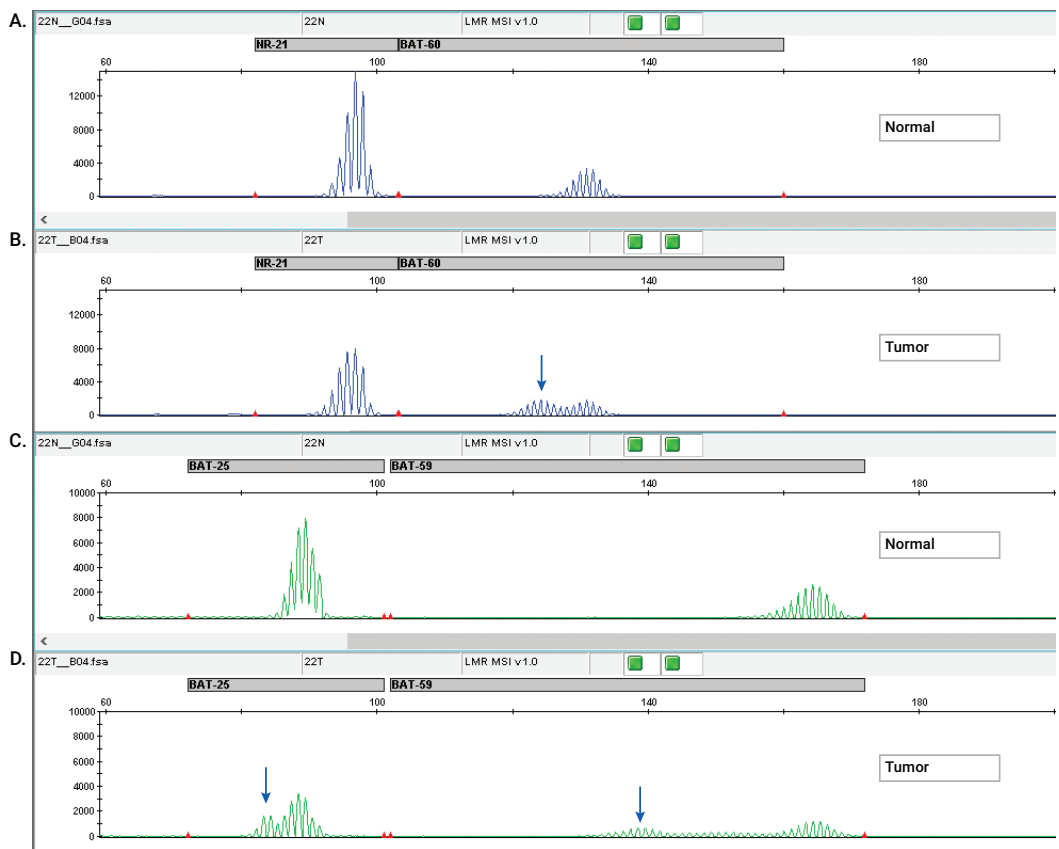 A.
22N__G04.fsa 22N LMR MSI v1.0
NR-21 BAT-60
60 100 140 180
12000
8000
4000
0
Normal
<
B.
22T__B04.fsa 22T LMR MSI v1.0
NR-21 BAT-60
60 100 140 180
12000
8000
4000
0
Tumor
C.
22N__G04.fsa 22N LMR MSI v1.0
BAT-25 BAT-59
60 100 140 180
10000
8000
6000
4000
2000
0
Normal
<
D.
22T__B04.fsa 22T LMR MSI v1.0
BAT-25 BAT-59
60 100 140 180
10000
8000
6000
4000
2000
0
Tumor